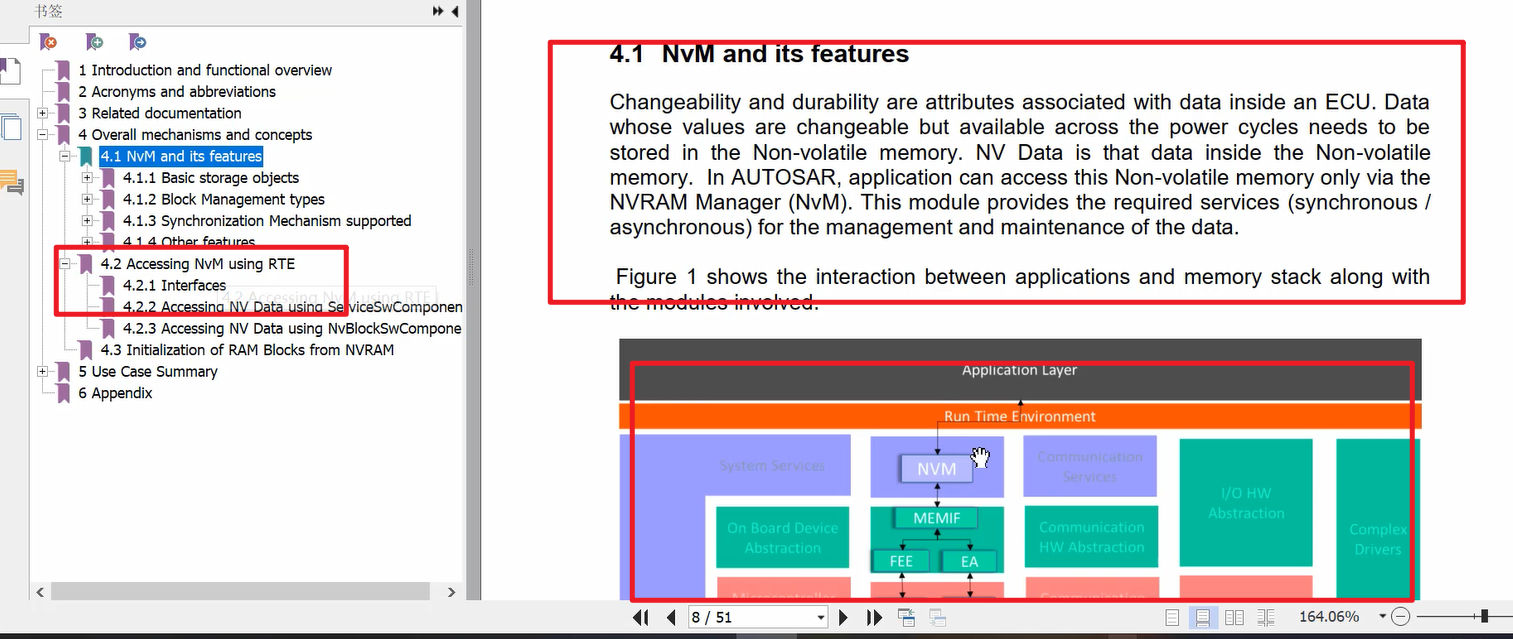 书签
1 Introduction and functional overview
2 Acronyms and abbreviations
3 Related documentation
4 Overall mechanisms and concepts
4.1 NvM and its features
4.1.1 Basic storage objects
4.1.2 Block Management types
4.1.3 Synchronization Mechanism supported
4.1.4 Other features
4.2 Accessing NvM using RTE
4.2.1 Interfaces
4.2 Accessing NvM using RTE
4.2.2 Accessing NV Data using ServiceSwComponen
4.2.3 Accessing NV Data using NvBlockSwCompone
4.3 Initialization of RAM Blocks from NVRAM
5 Use Case Summary
6 Appendix
4.1 NvM and its features
Changeability and durability are attributes associated with data inside an ECU. Data
whose values are changeable but available across the power cycles needs to be
stored in the Non-volatile memory. NV Data is that data inside the Non-volatile
memory. In AUTOSAR, application can access this Non-volatile memory only via the
NVRAM Manager (NvM). This module provides the required services (synchronous /
asynchronous) for the management and maintenance of the data.
Figure 1 shows the interaction between applications and memory stack along with
the modules involved.
Application Layer
Run Time Environment
System Services
NVM
Communication
Services
I/O HW
Abstraction
Complex
Drivers
On Board Device
Abstraction
MEMIF
FEE
EA
Communication
HW Abstraction
Microcontroller
Communication
8 / 51
164.06%